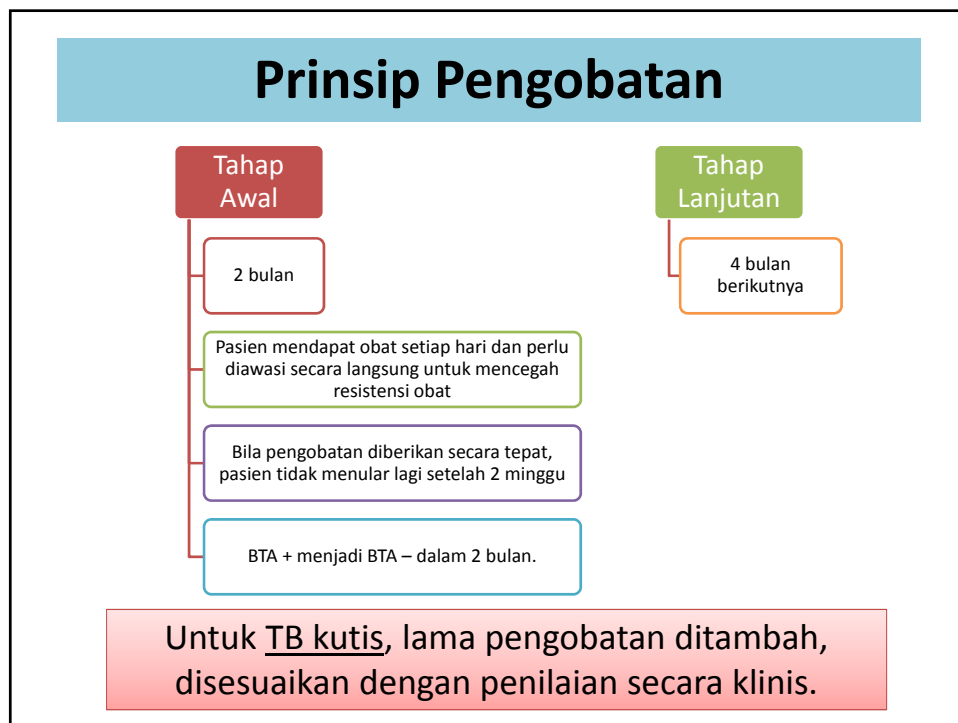 Prinsip Pengobatan
Tahap
Awal
2 bulan
Pasien mendapat obat setiap hari dan perlu
diawasi secara langsung untuk mencegah
resistensi obat
Bila pengobatan diberikan secara tepat,
pasien tidak menular lagi setelah 2 minggu
BTA + menjadi BTA – dalam 2 bulan.
Tahap
Lanjutan
4 bulan
berikutnya
Untuk TB kutis, lama pengobatan ditambah,
disesuaikan dengan penilaian secara klinis.